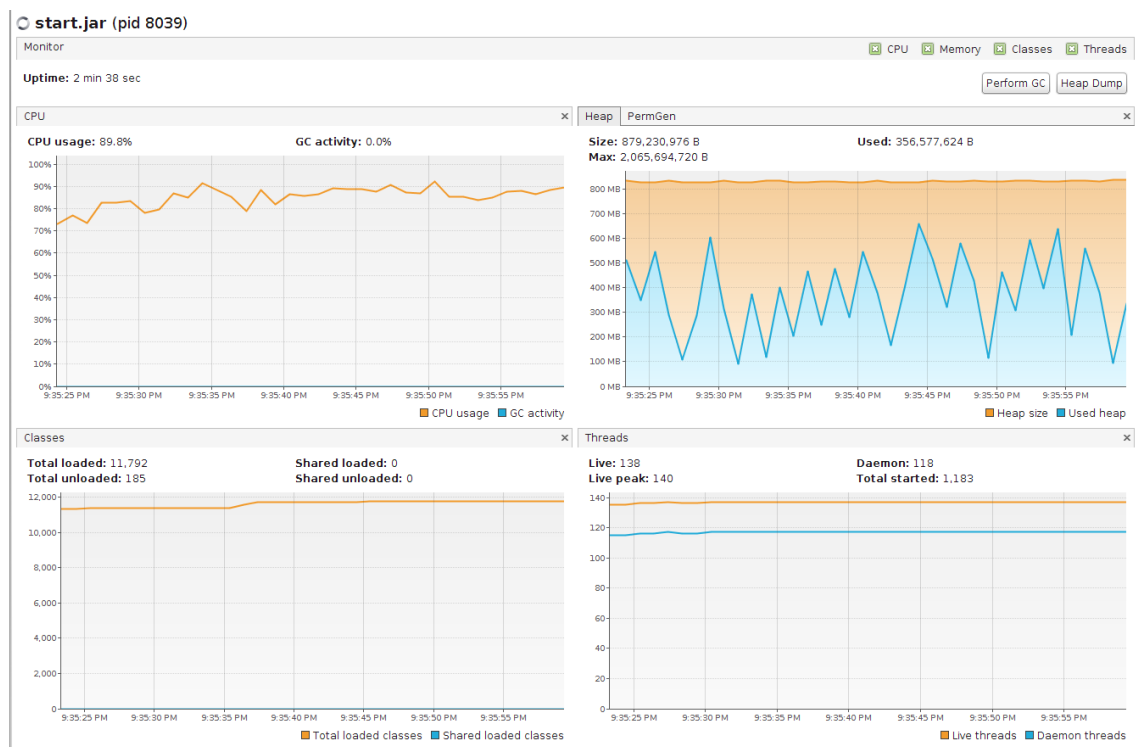 start.jar (pid 8039)
Monitor
CPU Memory Classes Threads
Uptime: 2 min 38 sec
Perform GC Heap Dump
CPU
CPU usage: 89.8% GC activity: 0.0%
100%
90%
80%
70%
60%
50%
40%
30%
20%
10%
0%
9:35:25 PM 9:35:30 PM 9:35:35 PM 9:35:40 PM 9:35:45 PM 9:35:50 PM 9:35:55 PM
CPU usage GC activity
Heap PermGen
Size: 879,230,976 B Used: 356,577,624 B
Max: 2,065,694,720 B
800 MB
700 MB
600 MB
500 MB
400 MB
300 MB
200 MB
100 MB
0 MB
9:35:25 PM 9:35:30 PM 9:35:35 PM 9:35:40 PM 9:35:45 PM 9:35:50 PM 9:35:55 PM
Heap size Used heap
Classes
Total loaded: 11,792 Shared loaded: 0
Total unloaded: 185 Shared unloaded: 0
12,000
10,000
8,000
6,000
4,000
2,000
0
9:35:25 PM 9:35:30 PM 9:35:35 PM 9:35:40 PM 9:35:45 PM 9:35:50 PM 9:35:55 PM
Total loaded classes Shared loaded classes
Threads
Live: 138 Daemon: 118
Live peak: 140 Total started: 1,183
140
120
100
80
60
40
20
0
9:35:25 PM 9:35:30 PM 9:35:35 PM 9:35:40 PM 9:35:45 PM 9:35:50 PM 9:35:55 PM
Live threads Daemon threads